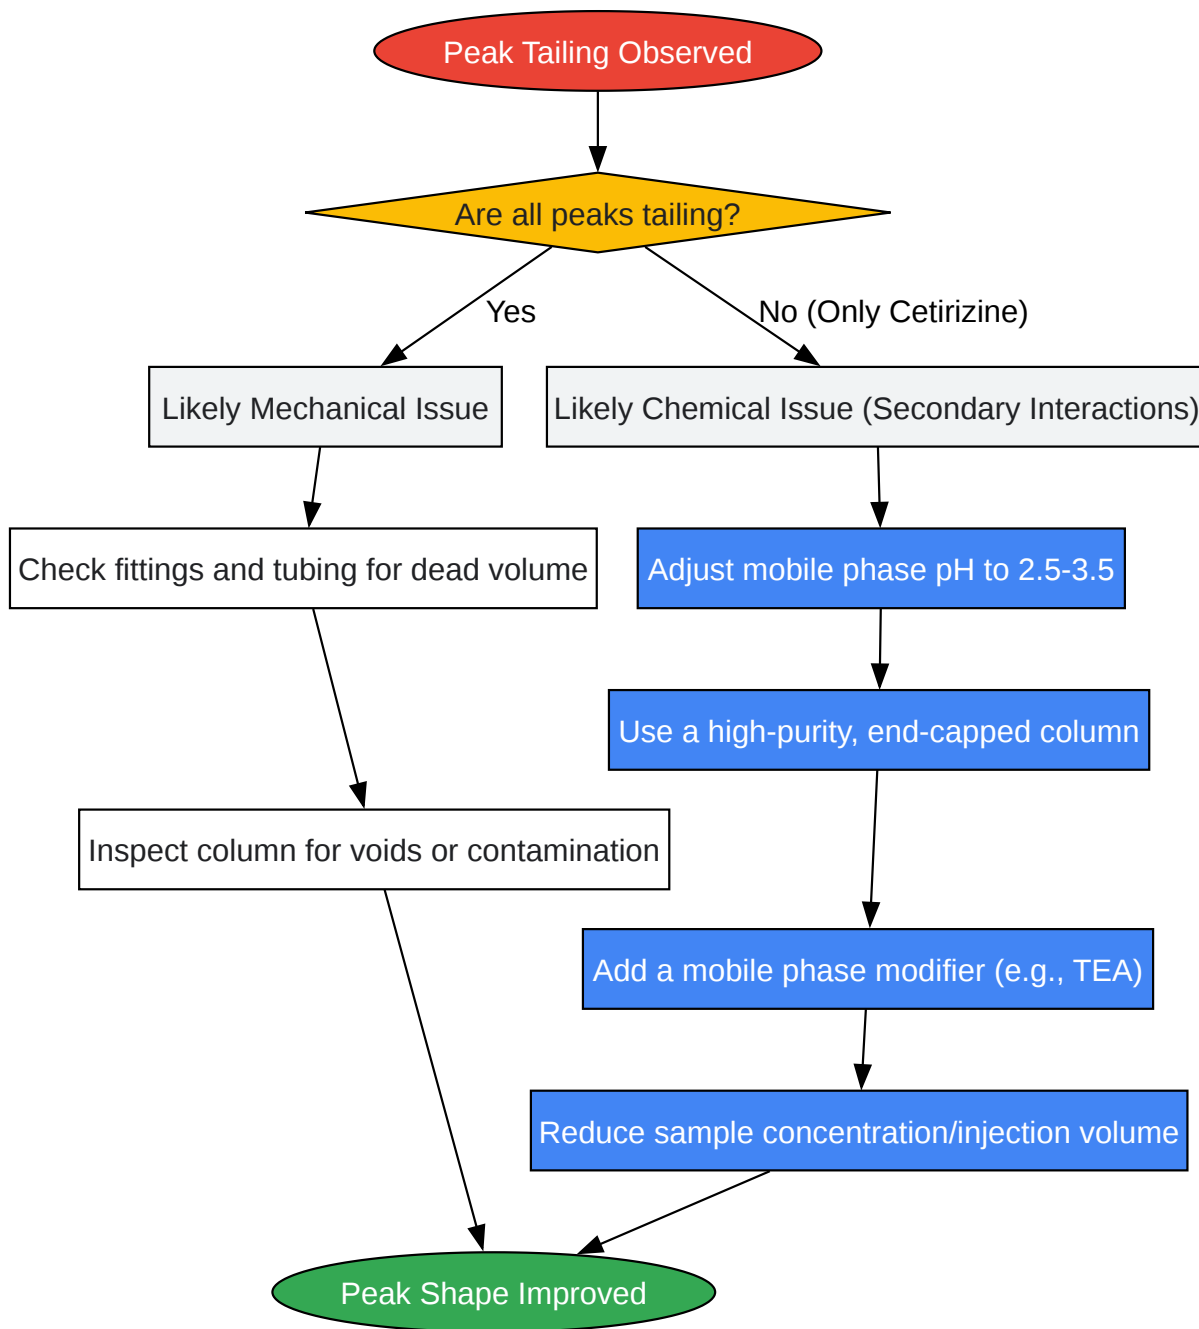 Peak Tailing Observed
Are all peaks tailing?
Yes
No (Only Cetirizine)
Likely Mechanical Issue
Likely Chemical Issue (Secondary Interactions)
Check fittings and tubing for dead volume
Adjust mobile phase pH to 2.5-3.5
Use a high-purity, end-capped column
Inspect column for voids or contamination
Add a mobile phase modifier (e.g., TEA)
Reduce sample concentration/injection volume
Peak Shape Improved